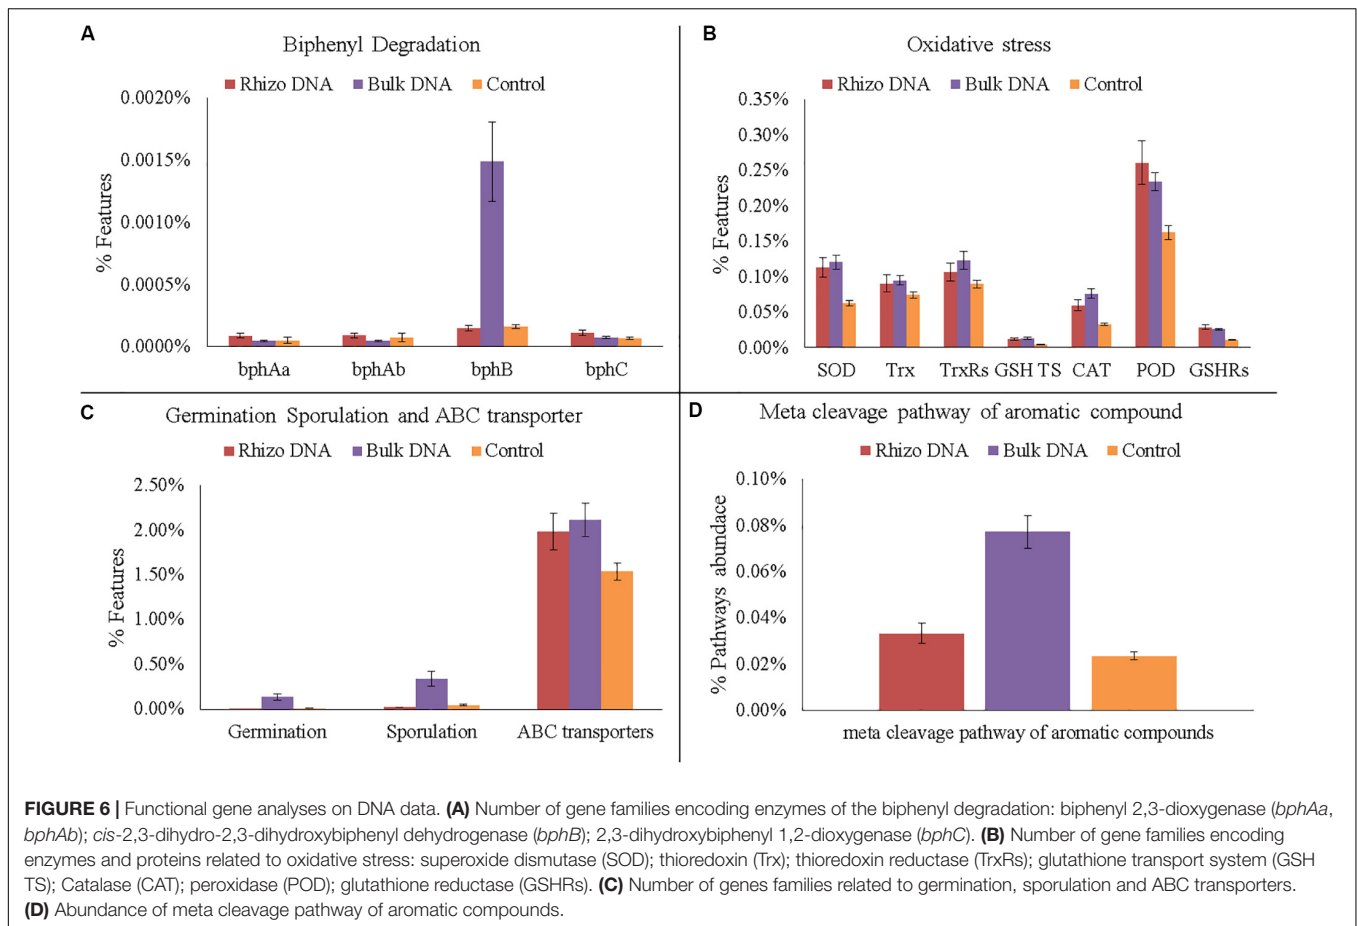 A
Biphenyl Degradation
Rhizo DNA Bulk DNA Control
0.0020%
0.0015%
0.0010%
0.0005%
0.0000%
% Features
bphAa bphAb bphB bphC
B
Oxidative stress
Rhizo DNA Bulk DNA Control
0.35%
0.30%
0.25%
0.20%
0.15%
0.10%
0.05%
0.00%
% Features
SOD Trx TrxRs GSH TS CAT POD GSHRs
C
Germination Sporulation and ABC transporter
Rhizo DNA Bulk DNA Control
2.50%
2.00%
1.50%
1.00%
0.50%
0.00%
% Features
Germination Sporulation ABC transporters
D
Meta cleavage pathway of aromatic compound
Rhizo DNA Bulk DNA Control
0.10%
0.08%
0.06%
0.04%
0.02%
0.00%
% Pathways abundace
meta cleavage pathway of aromatic compounds
FIGURE 6 | Functional gene analyses on DNA data. (A) Number of gene families encoding enzymes of the biphenyl degradation: biphenyl 2,3-dioxygenase (bphAa,
bphAb); cis-2,3-dihydro-2,3-dihydroxybiphenyl dehydrogenase (bphB); 2,3-dihydroxybiphenyl 1,2-dioxygenase (bphC). (B) Number of gene families encoding
enzymes and proteins related to oxidative stress: superoxide dismutase (SOD); thioredoxin (Trx); thioredoxin reductase (TrxRs); glutathione transport system (GSH
TS); Catalase (CAT); peroxidase (POD); glutathione reductase (GSHRs). (C) Number of genes families related to germination, sporulation and ABC transporters.
(D) Abundance of meta cleavage pathway of aromatic compounds.